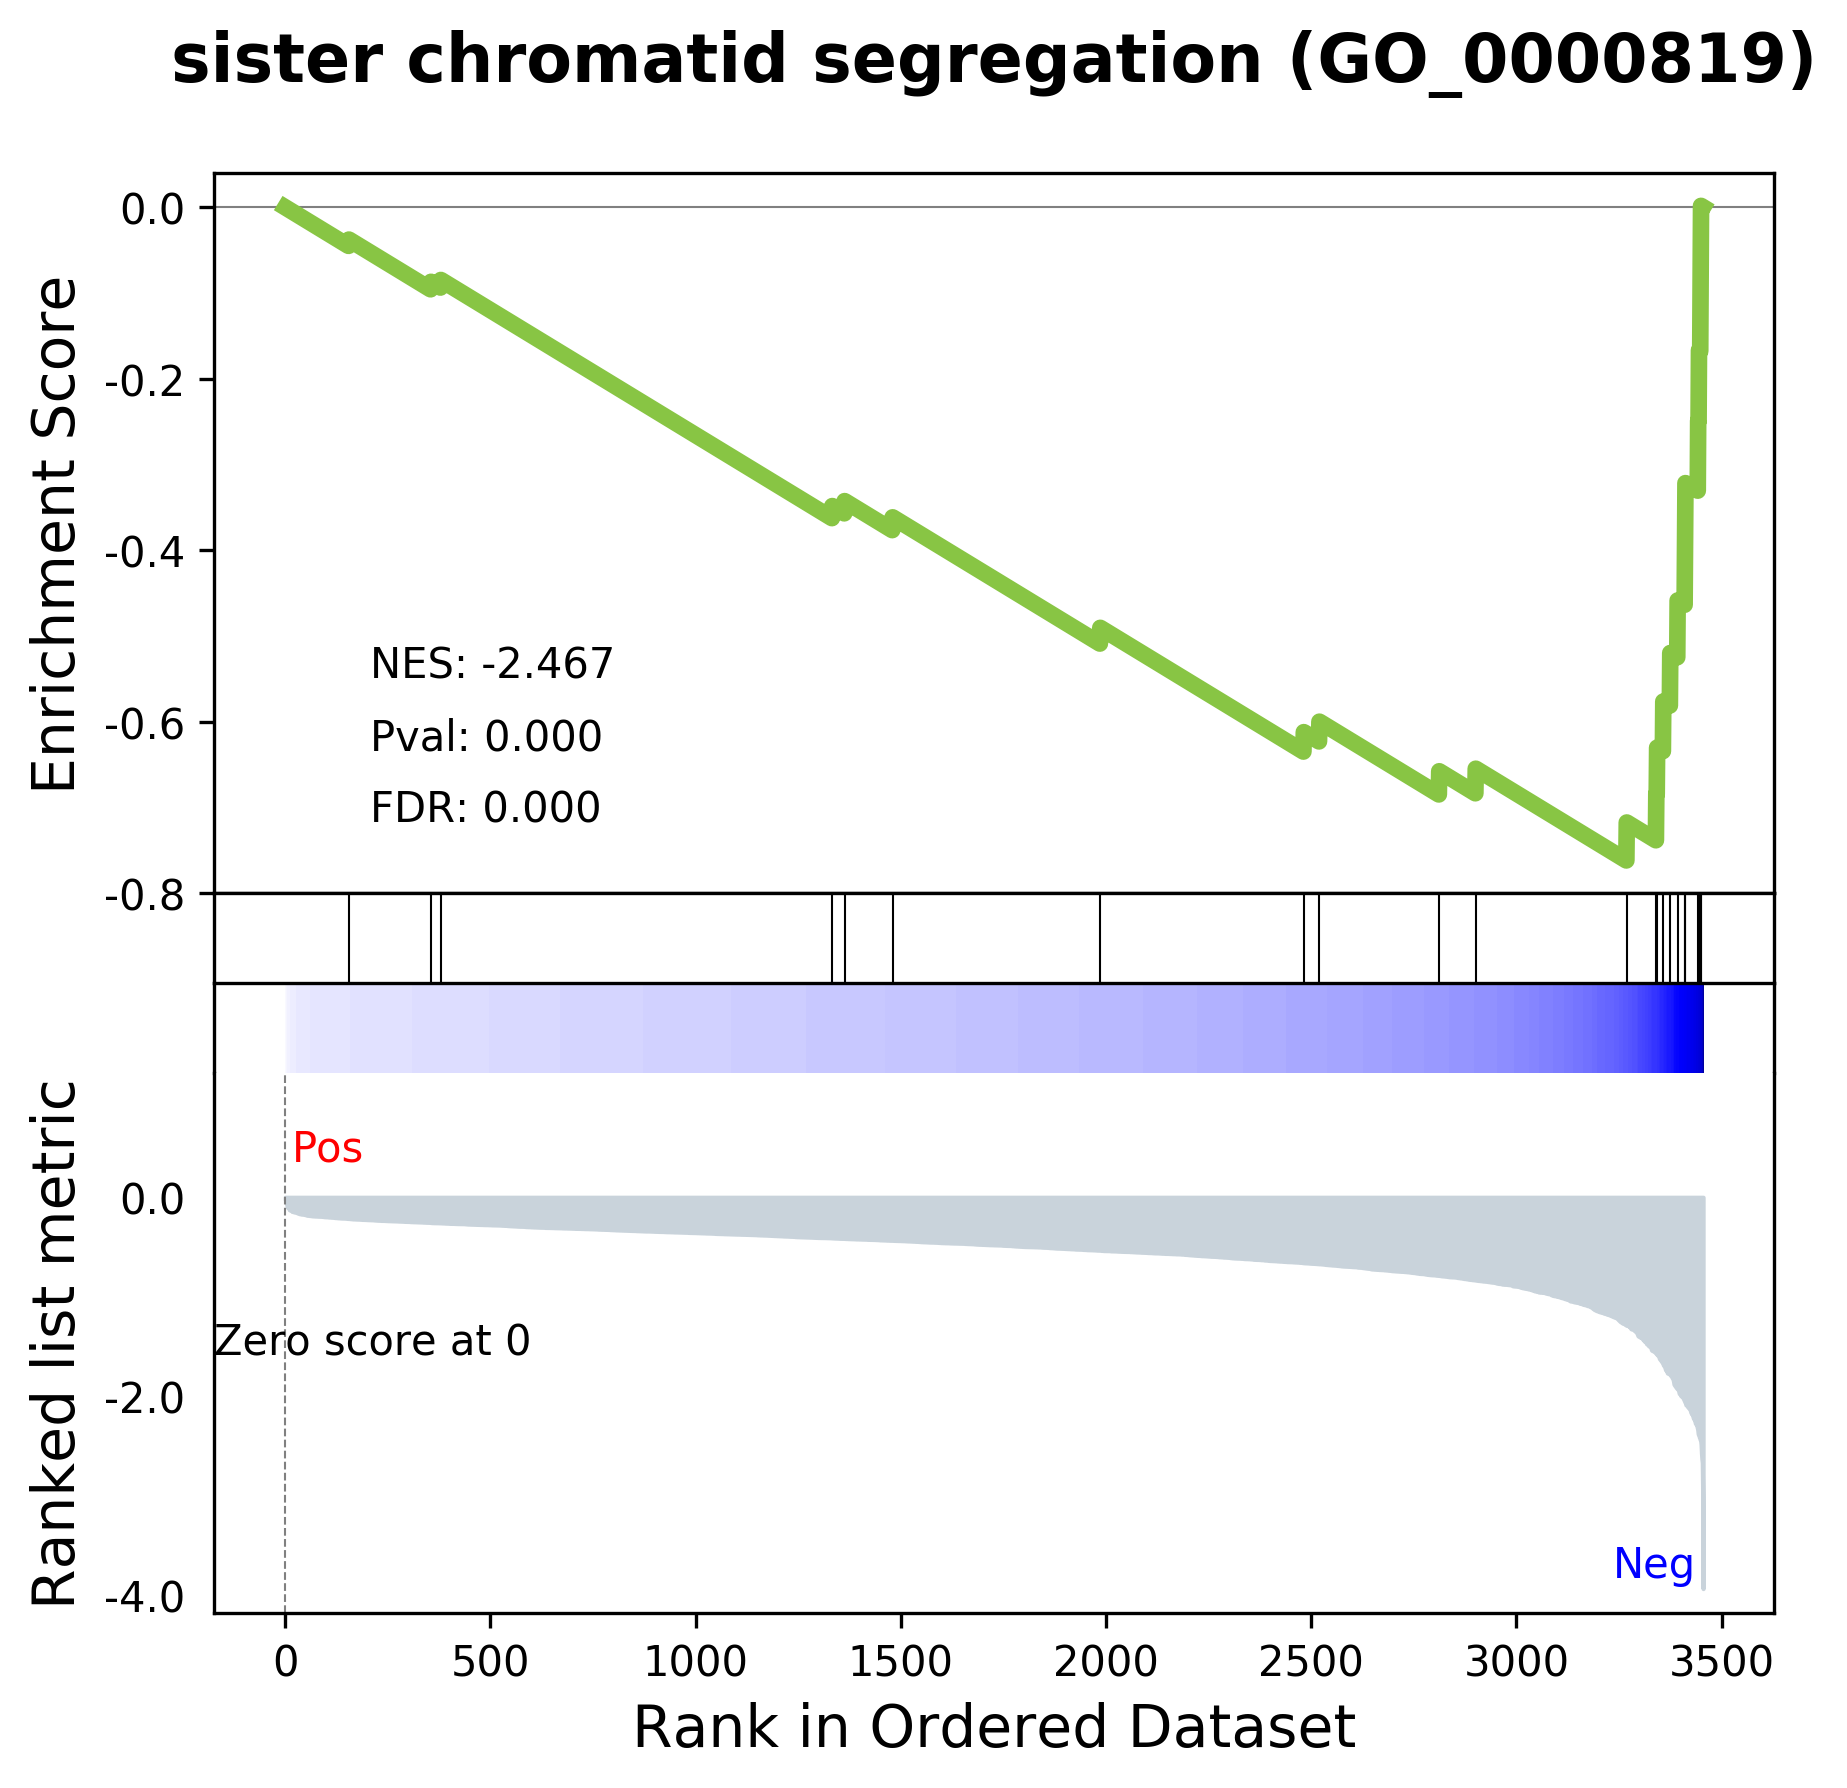 sister chromatid segregation (GO_0000819)
Enrichment Score
0.0
-0.2
-0.4
-0.6
-0.8
NES: -2.467
Pval: 0.000
FDR: 0.000
Ranked list metric
Pos
0.0
Zero score at 0
-2.0
Neg
-4.0
0 500 1000 1500 2000 2500 3000 3500
Rank in Ordered Dataset